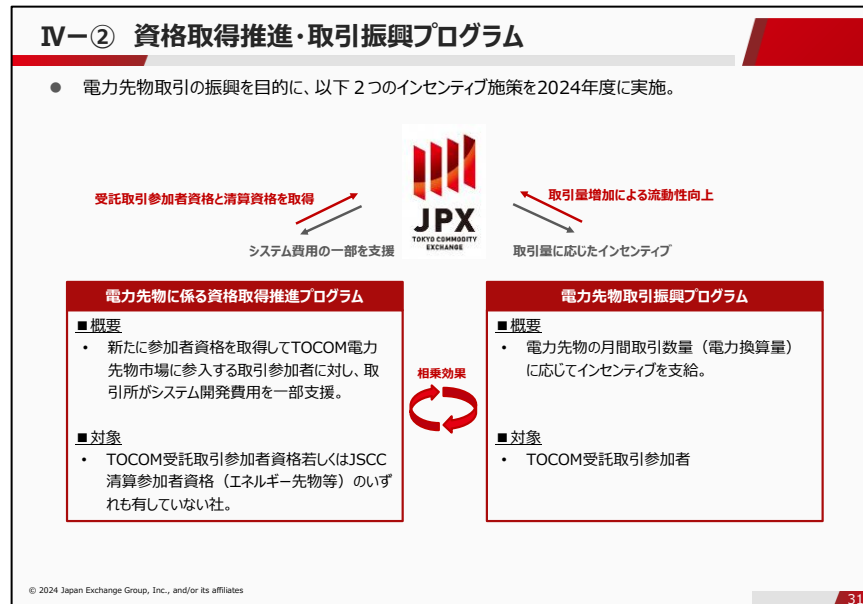 Ⅳー② 資格取得推進・取引振興プログラム
● 電力先物取引の振興を目的に、以下２つのインセンティブ施策を2024年度に実施。
受託取引参加者資格と清算資格を取得
取引量増加による流動性向上
JPX
TOKYO COMMODITY
EXCHANGE
システム費用の一部を支援
取引量に応じたインセンティブ
電力先物に係る資格取得推進プログラム
■概要
• 新たに参加者資格を取得してTOCOM電力
先物市場に参入する取引参加者に対し、取
引所がシステム開発費用を一部支援。
■対象
• TOCOM受託取引参加者資格若しくはJSCC
清算参加者資格（エネルギー先物等）のいず
れも有していない社。
相乗効果
電力先物取引振興プログラム
■概要
• 電力先物の月間取引数量（電力換算量）
に応じてインセンティブを支給。
■対象
• TOCOM受託取引参加者
© 2024 Japan Exchange Group, Inc., and/or its affiliates
31